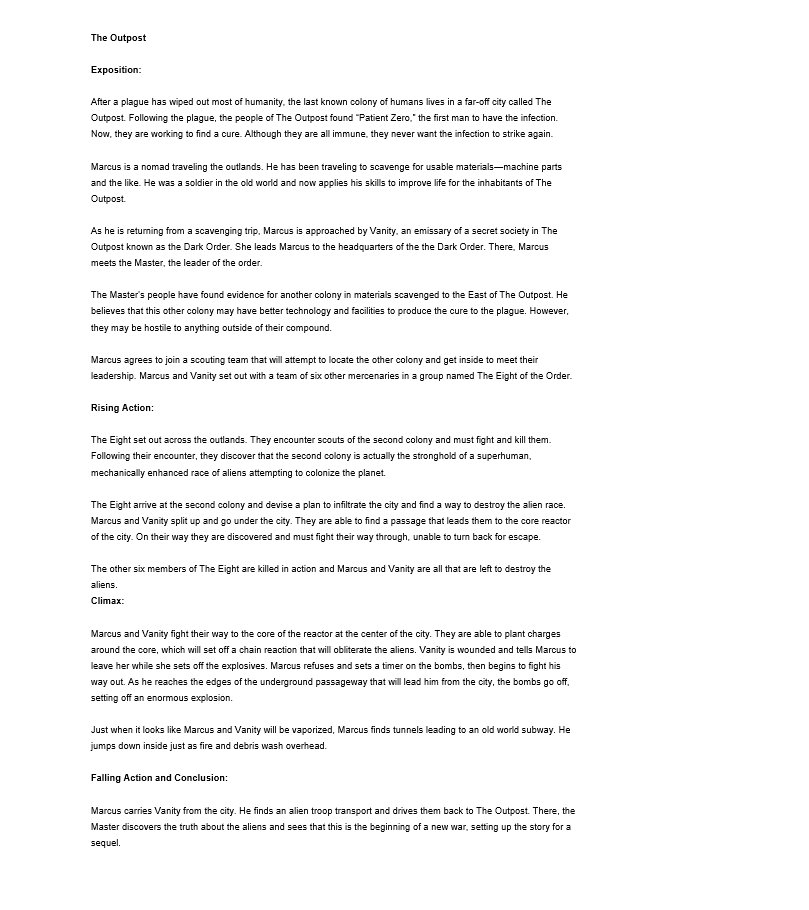 The Outpost
Exposition:
After a plague has wiped out most of humanity, the last known colony of humans lives in a far-off city called The
Outpost. Following the plague, the people of The Outpost found “Patient Zero,” the first man to have the infection.
Now, they are working to find a cure. Although they are all immune, they never want the infection to strike again.
Marcus is a nomad traveling the outlands. He has been traveling to scavenge for usable materials—machine parts
and the like. He was a soldier in the old world and now applies his skills to improve life for the inhabitants of The
Outpost.
As he is returning from a scavenging trip, Marcus is approached by Vanity, an emissary of a secret society in The
Outpost known as the Dark Order. She leads Marcus to the headquarters of the the Dark Order. There, Marcus
meets the Master, the leader of the order.
The Master’s people have found evidence for another colony in materials scavenged to the East of The Outpost. He
believes that this other colony may have better technology and facilities to produce the cure to the plague. However,
they may be hostile to anything outside of their compound.
Marcus agrees to join a scouting team that will attempt to locate the other colony and get inside to meet their
leadership. Marcus and Vanity set out with a team of six other mercenaries in a group named The Eight of the Order.
Rising Action:
The Eight set out across the outlands. They encounter scouts of the second colony and must fight and kill them.
Following their encounter, they discover that the second colony is actually the stronghold of a superhuman,
mechanically enhanced race of aliens attempting to colonize the planet.
The Eight arrive at the second colony and devise a plan to infiltrate the city and find a way to destroy the alien race.
Marcus and Vanity split up and go under the city. They are able to find a passage that leads them to the core reactor
of the city. On their way they are discovered and must fight their way through, unable to turn back for escape.
The other six members of The Eight are killed in action and Marcus and Vanity are all that are left to destroy the
aliens.
Climax:
Marcus and Vanity fight their way to the core of the reactor at the center of the city. They are able to plant charges
around the core, which will set off a chain reaction that will obliterate the aliens. Vanity is wounded and tells Marcus to
leave her while she sets off the explosives. Marcus refuses and sets a timer on the bombs, then begins to fight his
way out. As he reaches the edges of the underground passageway that will lead him from the city, the bombs go off,
setting off an enormous explosion.
Just when it looks like Marcus and Vanity will be vaporized, Marcus finds tunnels leading to an old world subway. He
jumps down inside just as fire and debris wash overhead.
Falling Action and Conclusion:
Marcus carries Vanity from the city. He finds an alien troop transport and drives them back to The Outpost. There, the
Master discovers the truth about the aliens and sees that this is the beginning of a new war, setting up the story for a
sequel.